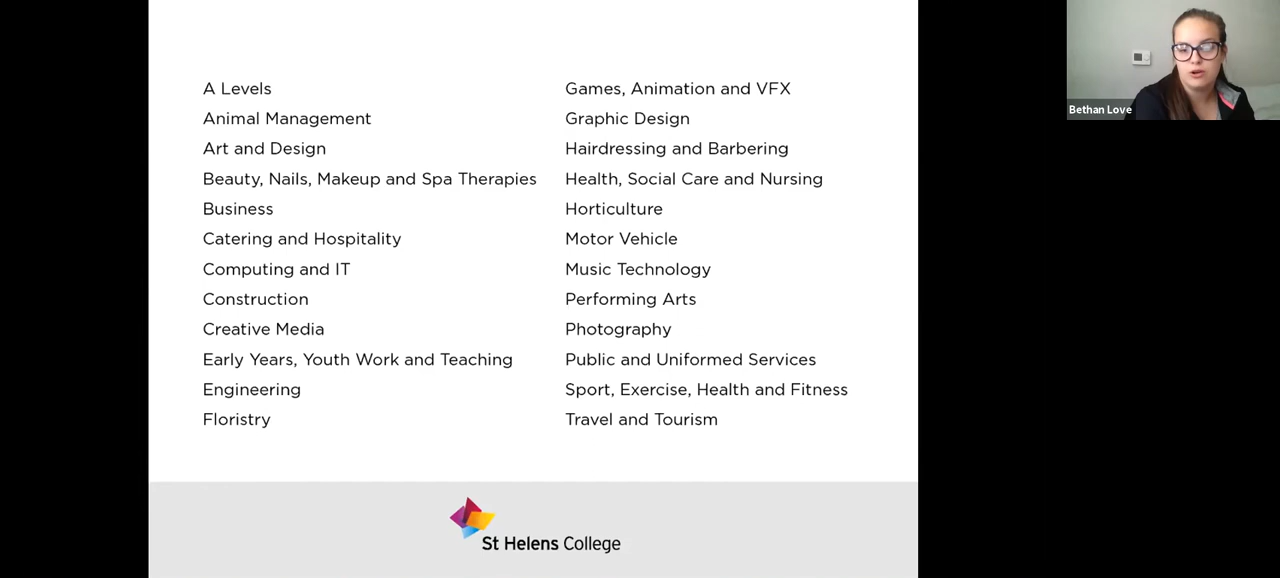 A Levels
Animal Management
Art and Design
Beauty, Nails, Makeup and Spa Therapies
Business
Catering and Hospitality
Computing and IT
Construction
Creative Media
Early Years, Youth Work and Teaching
Engineering
Floristry
Games, Animation and VFX
Graphic Design
Hairdressing and Barbering
Health, Social Care and Nursing
Horticulture
Motor Vehicle
Music Technology
Performing Arts
Photography
Public and Uniformed Services
Sport, Exercise, Health and Fitness
Travel and Tourism
St Helens College
Bethan Love